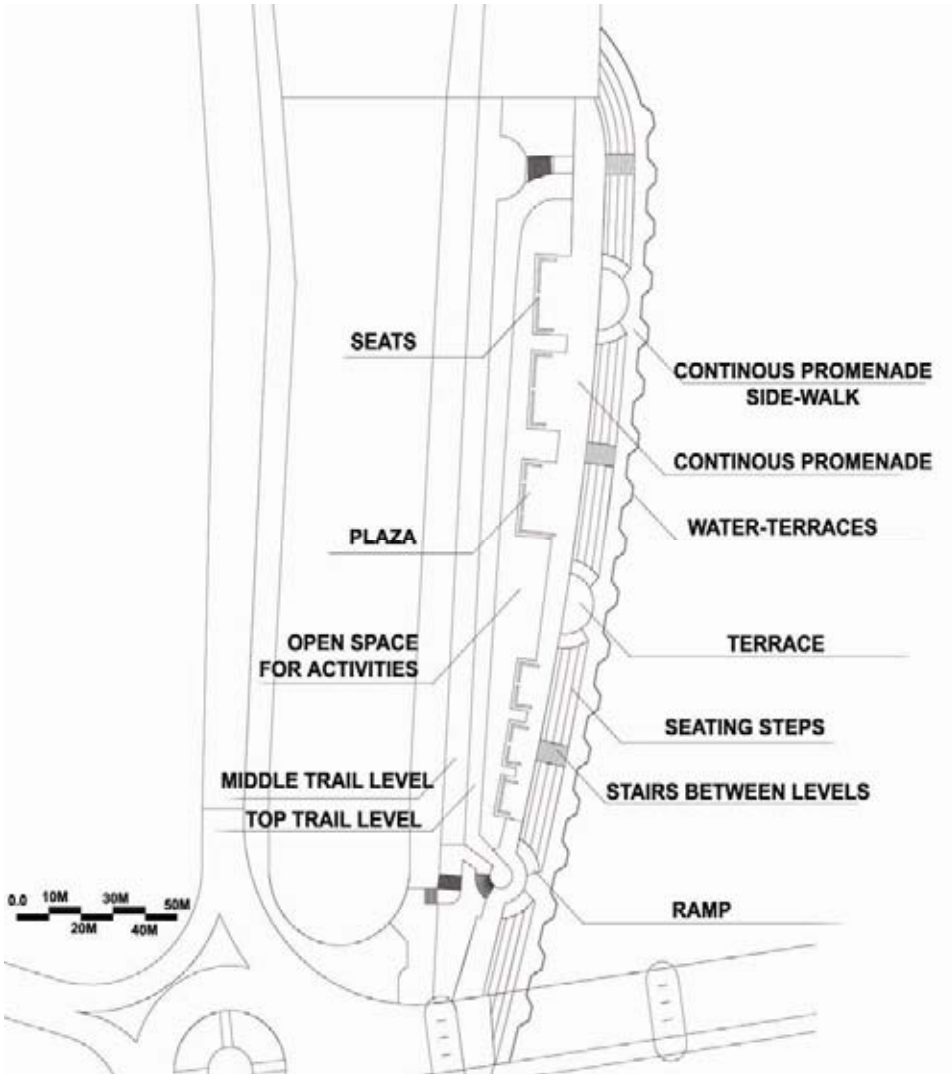 SEATS
CONTINOUS PROMENADE
SIDE-WALK
CONTINOUS PROMENADE
WATER-TERRACES
PLAZA
OPEN SPACE
FOR ACTIVITIES
TERRACE
SEATING STEPS
MIDDLE TRAIL LEVEL
STAIRS BETWEEN LEVELS
TOP TRAIL LEVEL
0.0 10M 30M 50M
20M 40M
RAMP